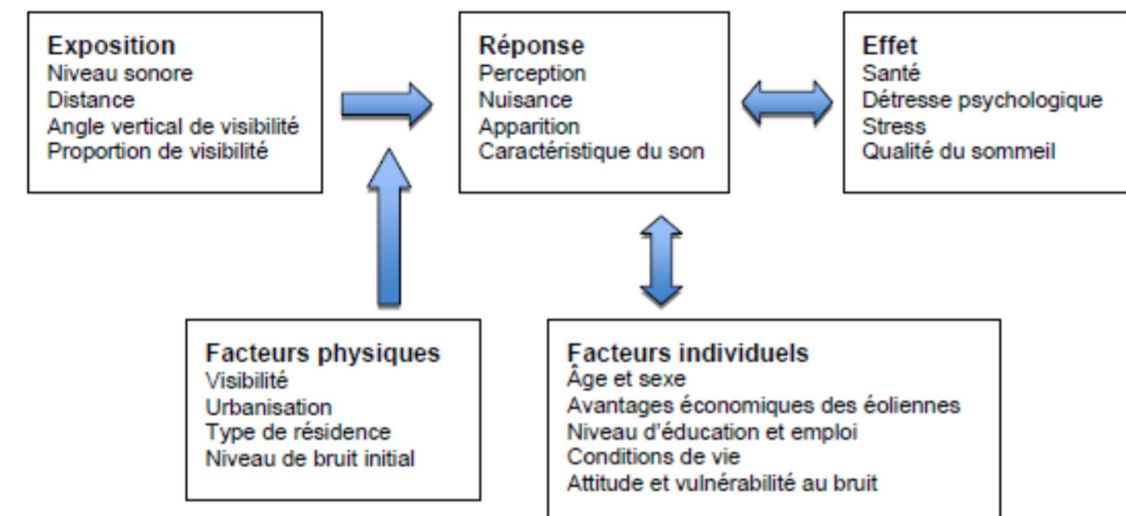 Exposition
Niveau sonore
Distance
Angle vertical de visibilité
Proportion de visibilité
Réponse
Perception
Nuisance
Apparition
Caractéristique du son
Effet
Santé
Détresse psychologique
Stress
Qualité du sommeil
Facteurs physiques
Visibilité
Urbanisation
Type de résidence
Niveau de bruit initial
Facteurs individuels
Âge et sexe
Avantages économiques des éoliennes
Niveau d'éducation et emploi
Conditions de vie
Attitude et vulnérabilité au bruit